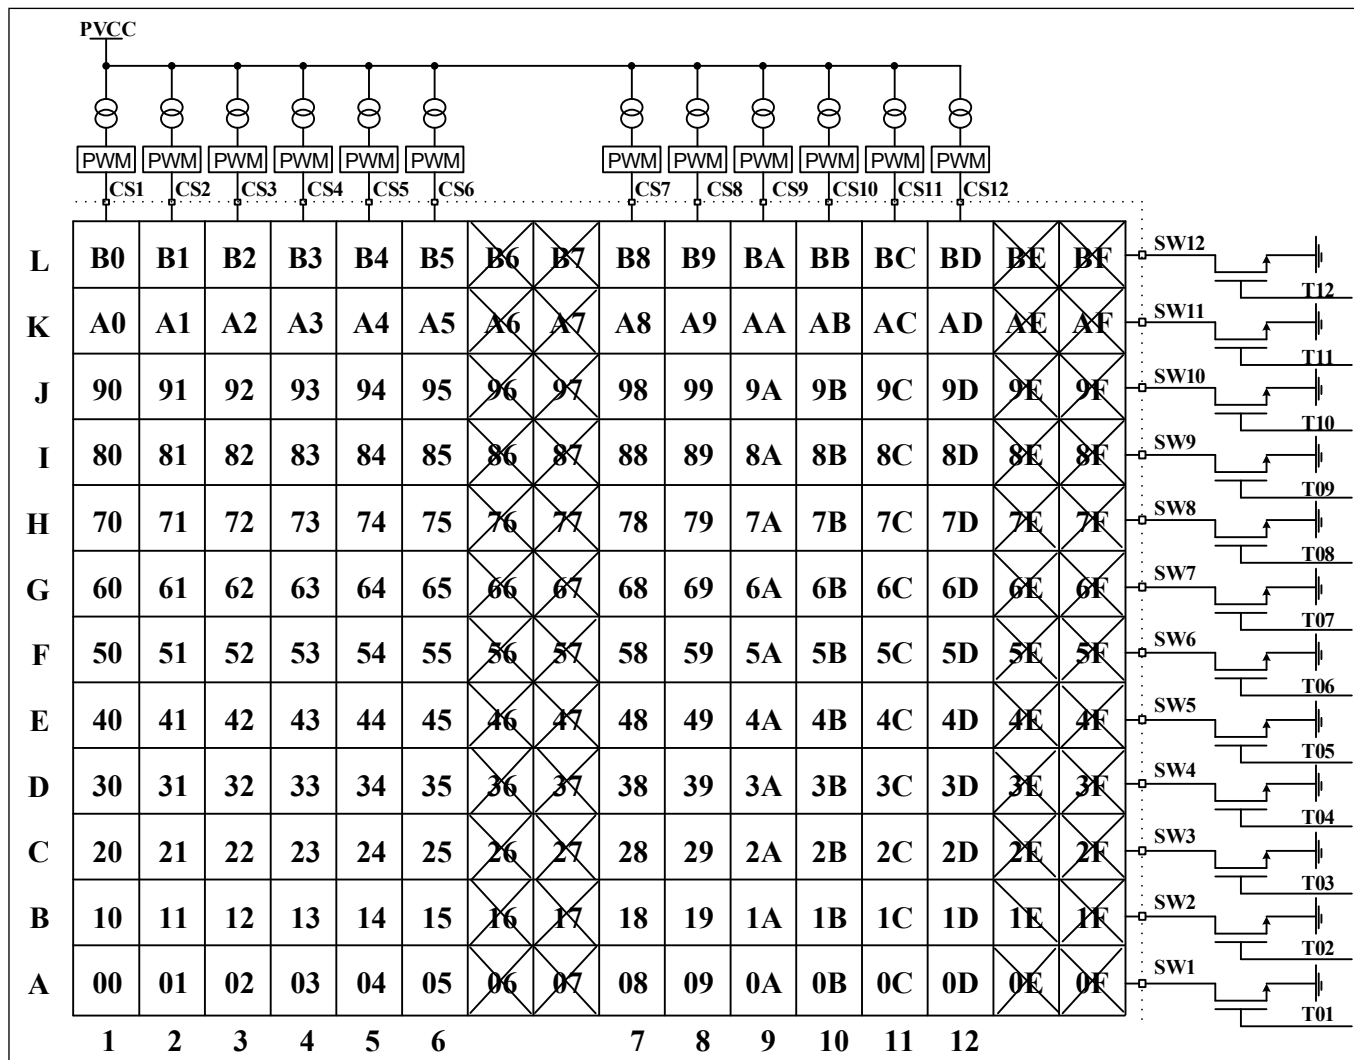 PVCC
PWM PWM PWM PWM PWM PWM PWM PWM PWM PWM PWM PWM
CS1 CS2 CS3 CS4 CS5 CS6 CS7 CS8 CS9 CS10 CS11 CS12
L B0 B1 B2 B3 B4 B5 B6 B7 B8 B9 BA BB BC BD BE BF SW12
T12
K A0 A1 A2 A3 A4 A5 A6 A7 A8 A9 AA AB AC AD AE AF SW11
T11
J 90 91 92 93 94 95 96 97 98 99 9A 9B 9C 9D 9E 9F SW10
T10
I 80 81 82 83 84 85 86 87 88 89 8A 8B 8C 8D 8E 8F SW9
T09
H 70 71 72 73 74 75 76 77 78 79 7A 7B 7C 7D 7E 7F SW8
T08
G 60 61 62 63 64 65 66 67 68 69 6A 6B 6C 6D 6E 6F SW7
T07
F 50 51 52 53 54 55 56 57 58 59 5A 5B 5C 5D 5E 5F SW6
T06
E 40 41 42 43 44 45 46 47 48 49 4A 4B 4C 4D 4E 4F SW5
T05
D 30 31 32 33 34 35 36 37 38 39 3A 3B 3C 3D 3E 3F SW4
T04
C 20 21 22 23 24 25 26 27 28 29 2A 2B 2C 2D 2E 2F SW3
T03
B 10 11 12 13 14 15 16 17 18 19 1A 1B 1C 1D 1E 1F SW2
T02
A 00 01 02 03 04 05 06 07 08 09 0A 0B 0C 0D 0E 0F SW1
T01
1 2 3 4 5 6 7 8 9 10 11 12